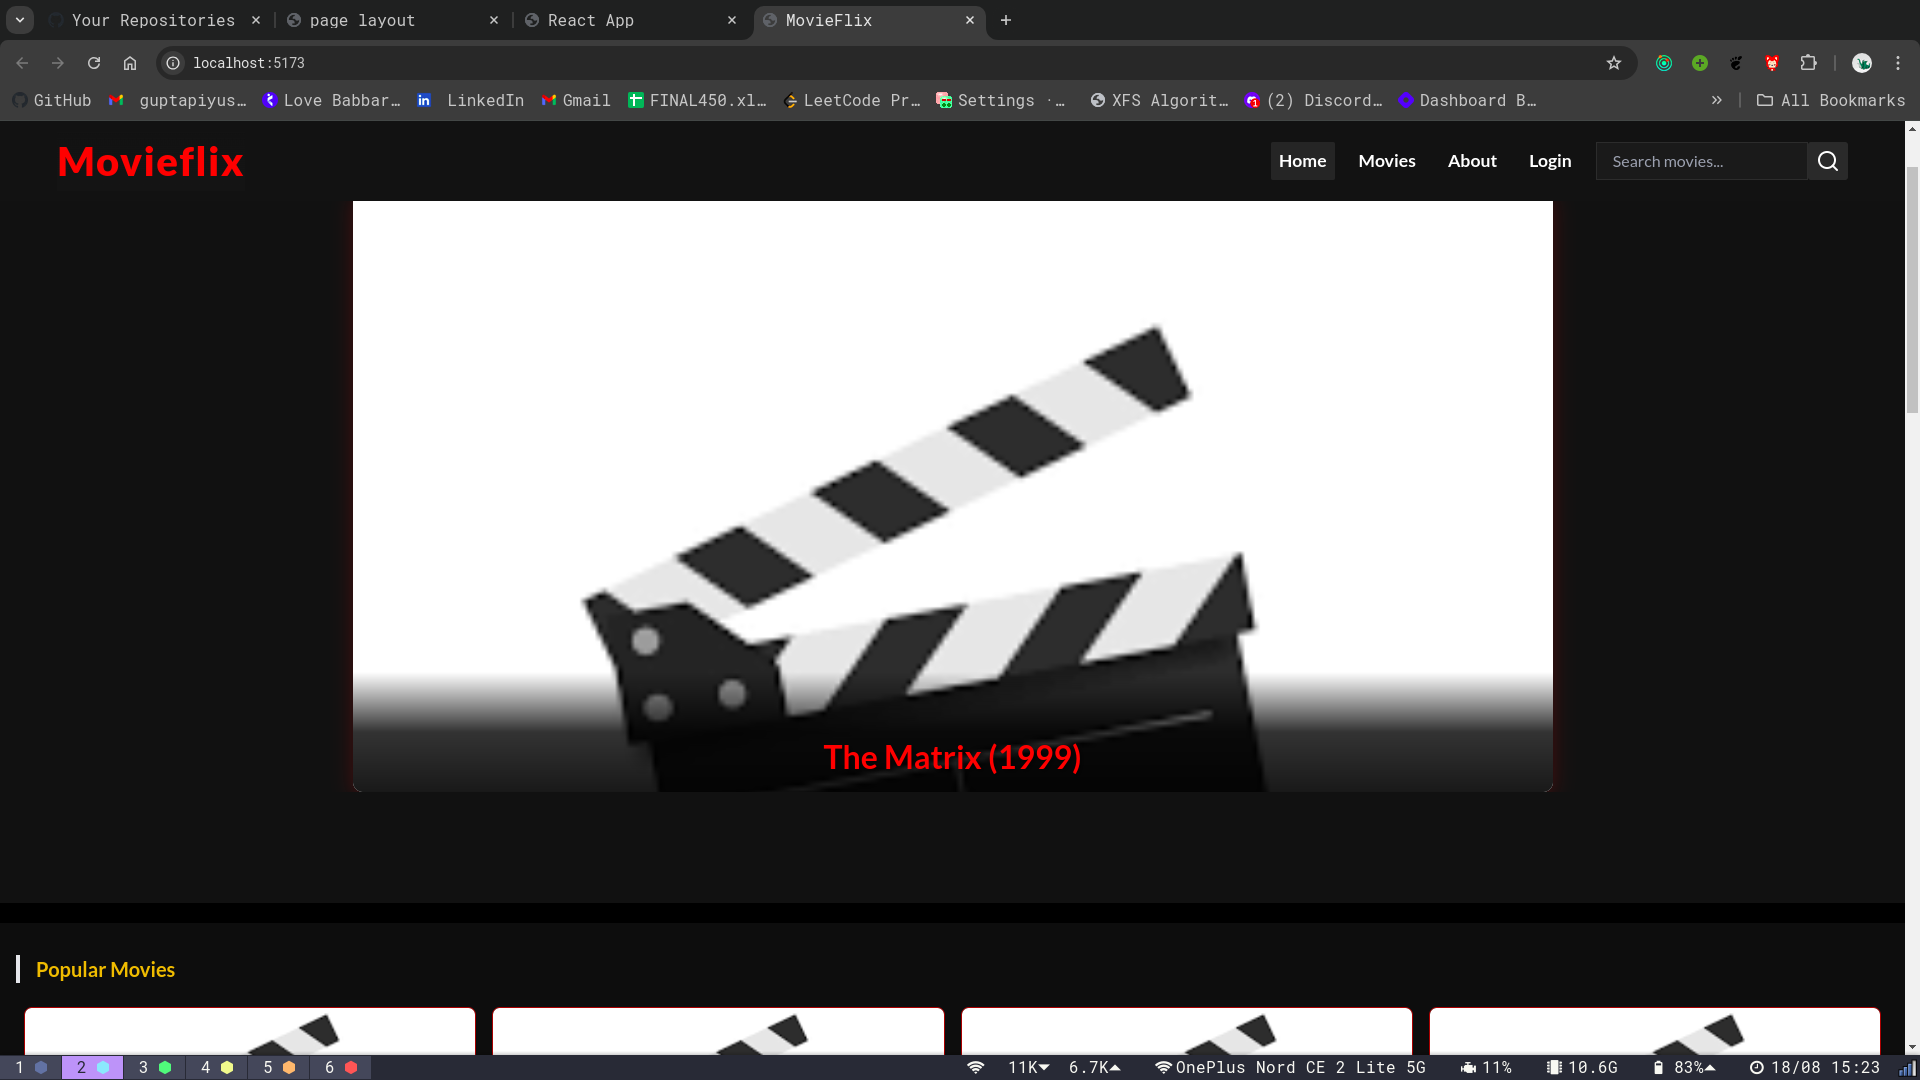 Your Repositories
page layout
React App
MovieFlix
localhost:5173
GitHub
guptapiyus…
Love Babbar…
LinkedIn
Gmail
FINAL450.xl…
LeetCode Pr…
Settings ·…
XFS Algorit…
(2) Discord…
Dashboard B…
All Bookmarks
Movieflix
Home
Movies
About
Login
Search movies...
The Matrix (1999)
Popular Movies
1
2
3
4
5
6
11K
6.7K
OnePlus Nord CE 2 Lite 5G
11%
10.6G
83%
18/08 15:23